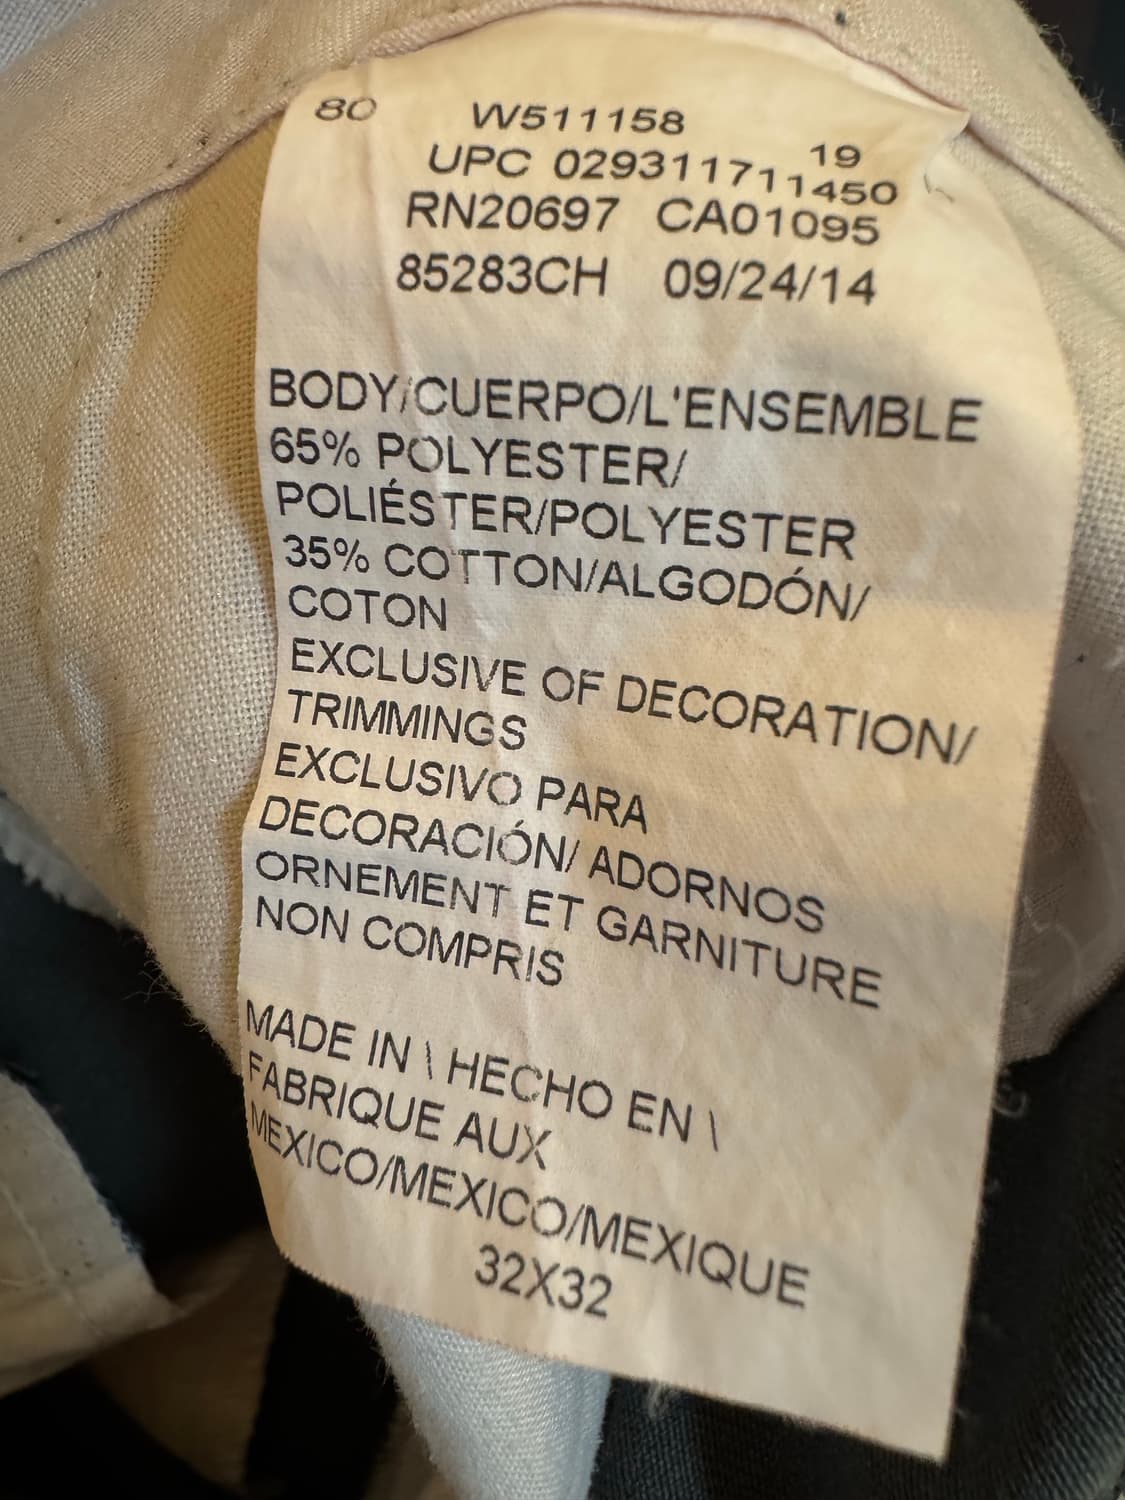 80 W511158 19
UPC 029311711450
RN20697 CA01095
85283CH 09/24/14
BODY/CUERPO/L'ENSEMBLE
65% POLYESTER/
POLIÉSTER/POLYESTER
35% COTTON/ALGODÓN/
COTON
EXCLUSIVE OF DECORATION/
TRIMMINGS
EXCLUSIVO PARA
DECORACIÓN/ ADORNOS
ORNEMENT ET GARNITURE
NON COMPRIS
MADE IN \ HECHO EN \
FABRIQUE AUX
MEXICO/MEXICO/MEXIQUE
32X32